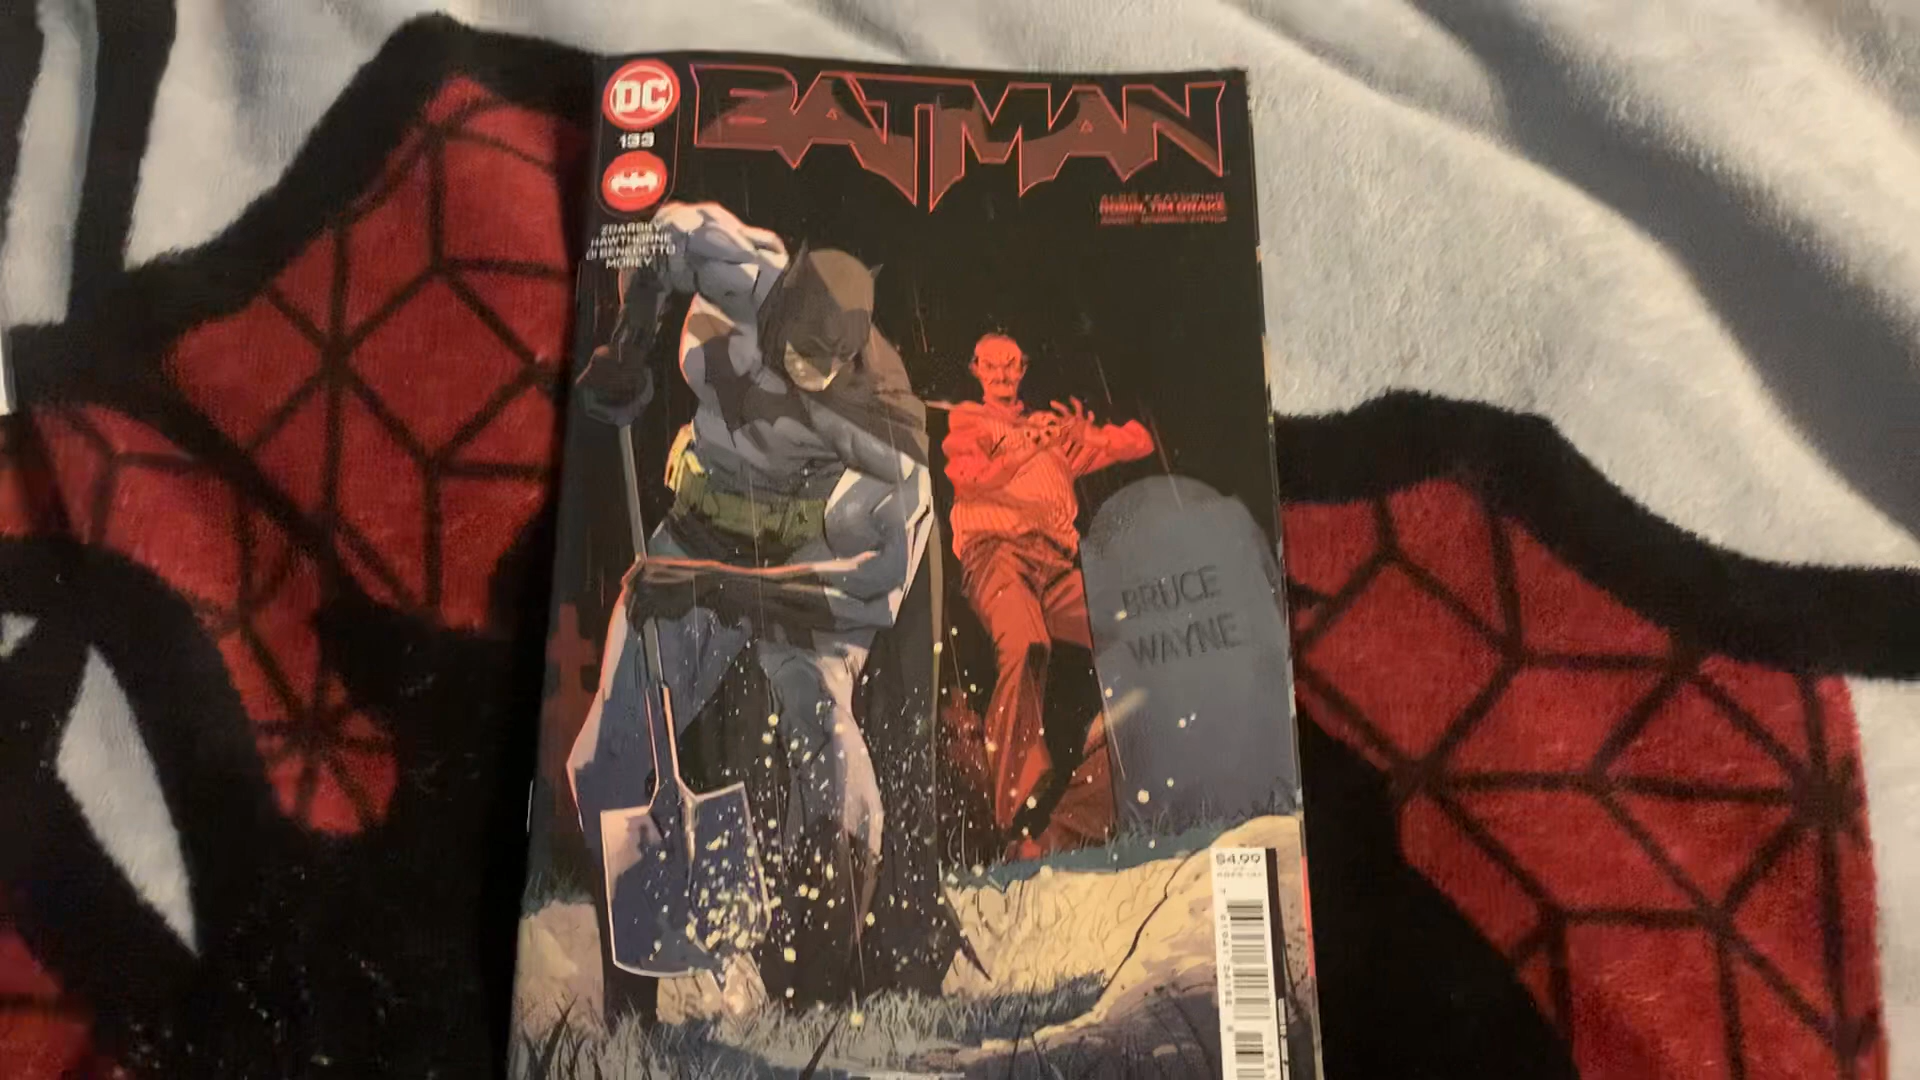 DC
133
BATMAN
ALSO FEATURING
ROBIN, TIM DRAKE
ZDARSKY
HAWTHORNE
DI BENEDETTO
MOREY
BRUCE
WAYNE
$4.99